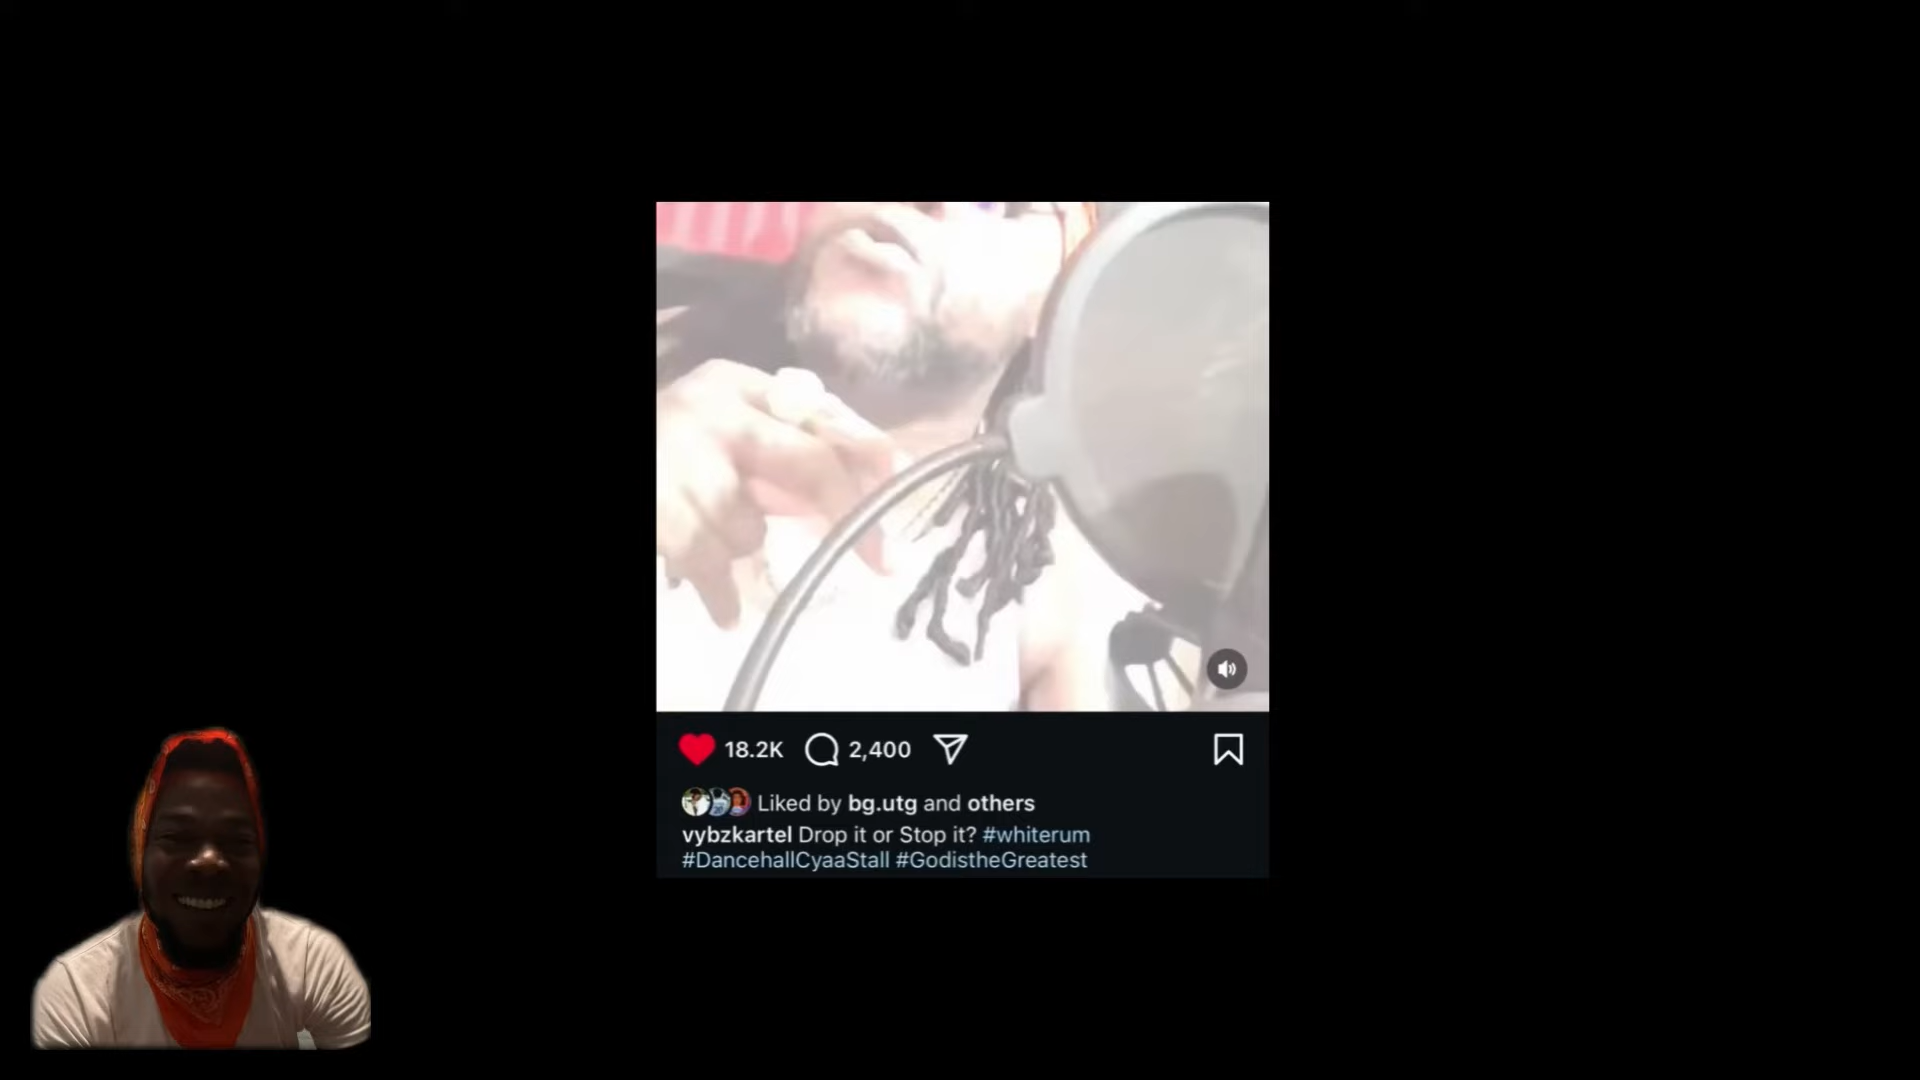 18.2K 2,400
Liked by bg.utg and others
vybzkartel Drop it or Stop it? #whiterum
#DancehallCyaaStall #GodistheGreatest